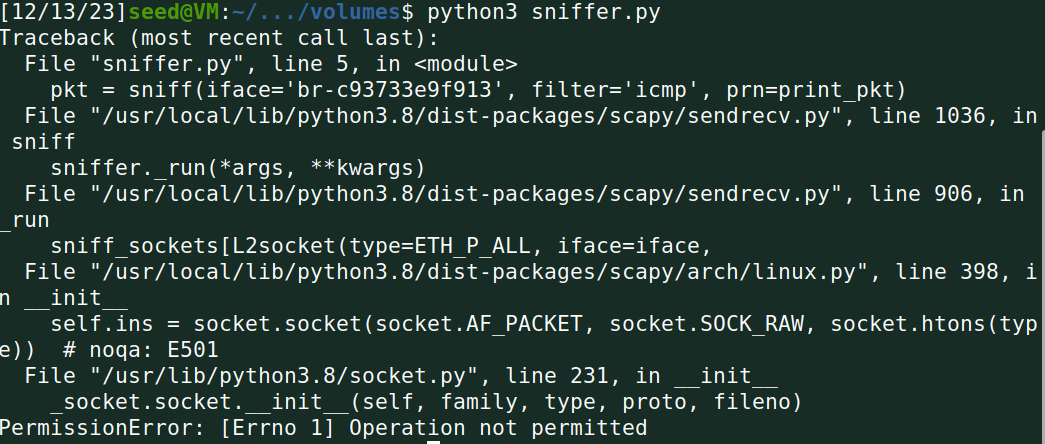 [12/13/23]seed@VM:~/.../volumes$ python3 sniffer.py
Traceback (most recent call last):
  File "sniffer.py", line 5, in <module>
    pkt = sniff(iface='br-c93733e9f913', filter='icmp', prn=print_pkt)
  File "/usr/local/lib/python3.8/dist-packages/scapy/sendrecv.py", line 1036, in
 sniff
    sniffer._run(*args, **kwargs)
  File "/usr/local/lib/python3.8/dist-packages/scapy/sendrecv.py", line 906, in
_run
    sniff_sockets[L2socket(type=ETH_P_ALL, iface=iface,
  File "/usr/local/lib/python3.8/dist-packages/scapy/arch/linux.py", line 398, i
n __init__
    self.ins = socket.socket(socket.AF_PACKET, socket.SOCK_RAW, socket.htons(typ
e))  # noqa: E501
  File "/usr/lib/python3.8/socket.py", line 231, in __init__
    _socket.socket.__init__(self, family, type, proto, fileno)
PermissionError: [Errno 1] Operation not permitted